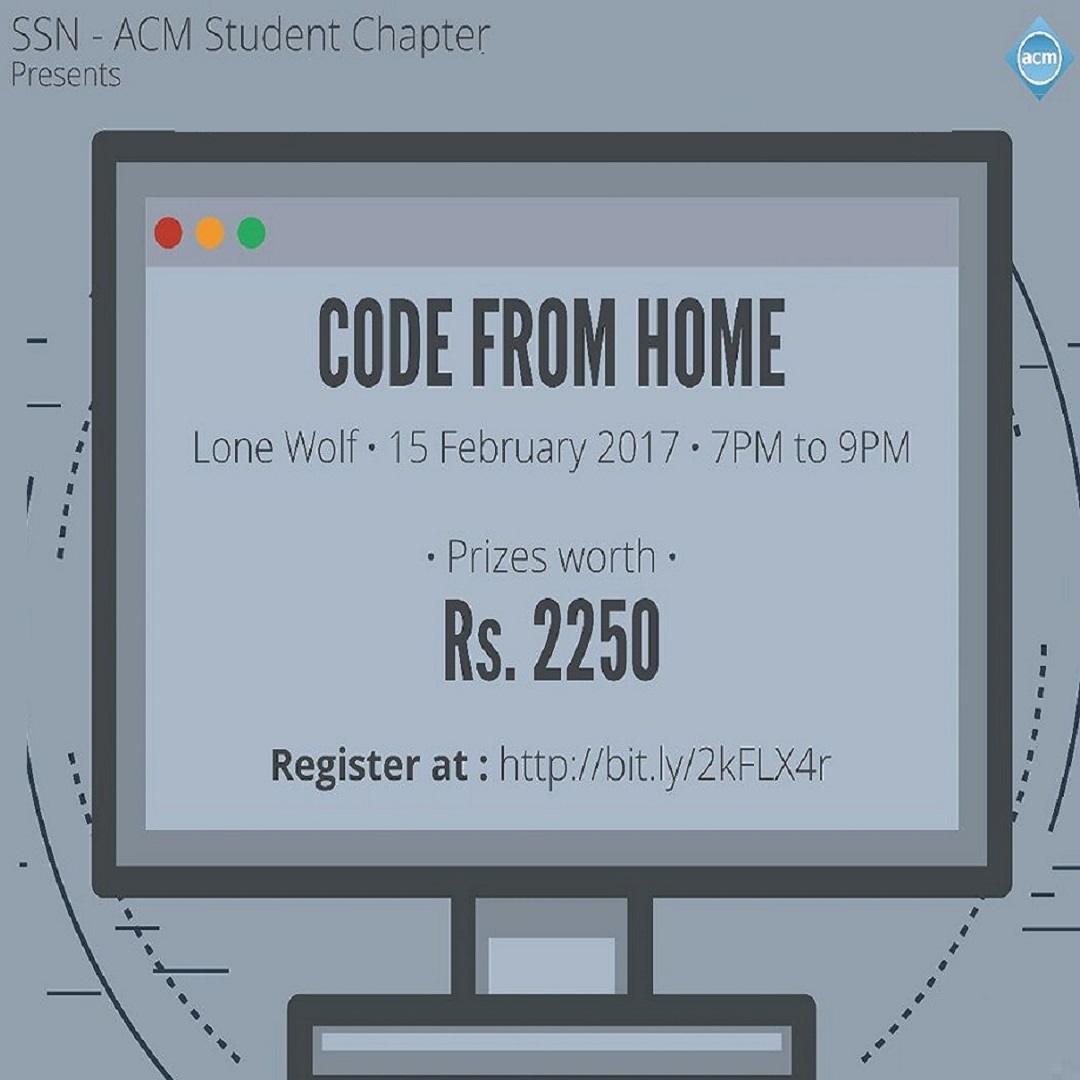 SSN - ACM Student Chapter
Presents
acm
CODE FROM HOME
Lone Wolf • 15 February 2017 • 7PM to 9PM
• Prizes worth •
Rs. 2250
Register at : http://bit.ly/2kFLX4r